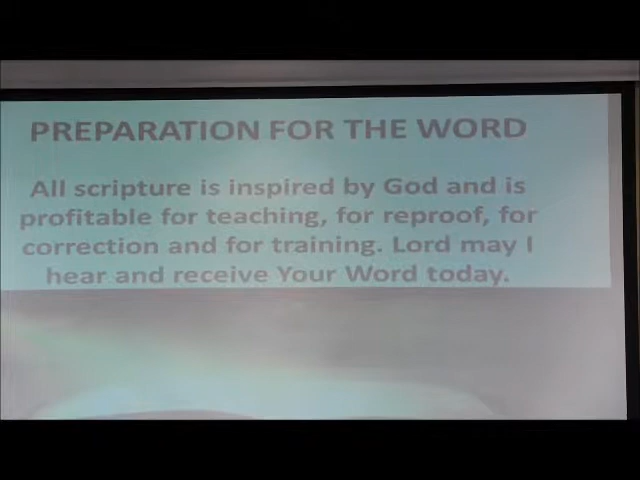 PREPARATION FOR THE WORD
All scripture is inspired by God and is
profitable for teaching, for reproof, for
correction and for training. Lord may I
hear and receive Your Word today.